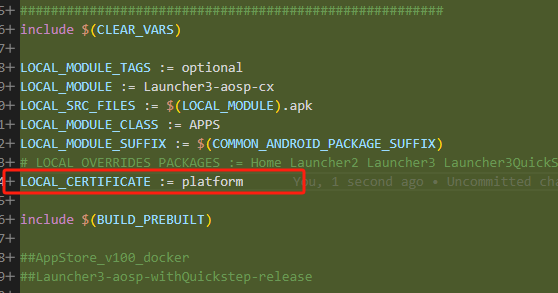 5+ ########################################################
6+ include $(CLEAR_VARS)
7+
8+ LOCAL_MODULE_TAGS := optional
9+ LOCAL_MODULE := Launcher3-aosp-cx
0+ LOCAL_SRC_FILES := $(LOCAL_MODULE).apk
1+ LOCAL_MODULE_CLASS := APPS
2+ LOCAL_MODULE_SUFFIX := $(COMMON_ANDROID_PACKAGE_SUFFIX)
3+ # LOCAL_OVERRIDES_PACKAGES := Home Launcher2 Launcher3 Launcher3QuickS
4+ LOCAL_CERTIFICATE := platform You, 1 second ago • Uncommitted cha
5+
6+ include $(BUILD_PREBUILT)
7+
8+ ##AppStore_v100_docker
9+ ##Launcher3-aosp-withQuickstep-release